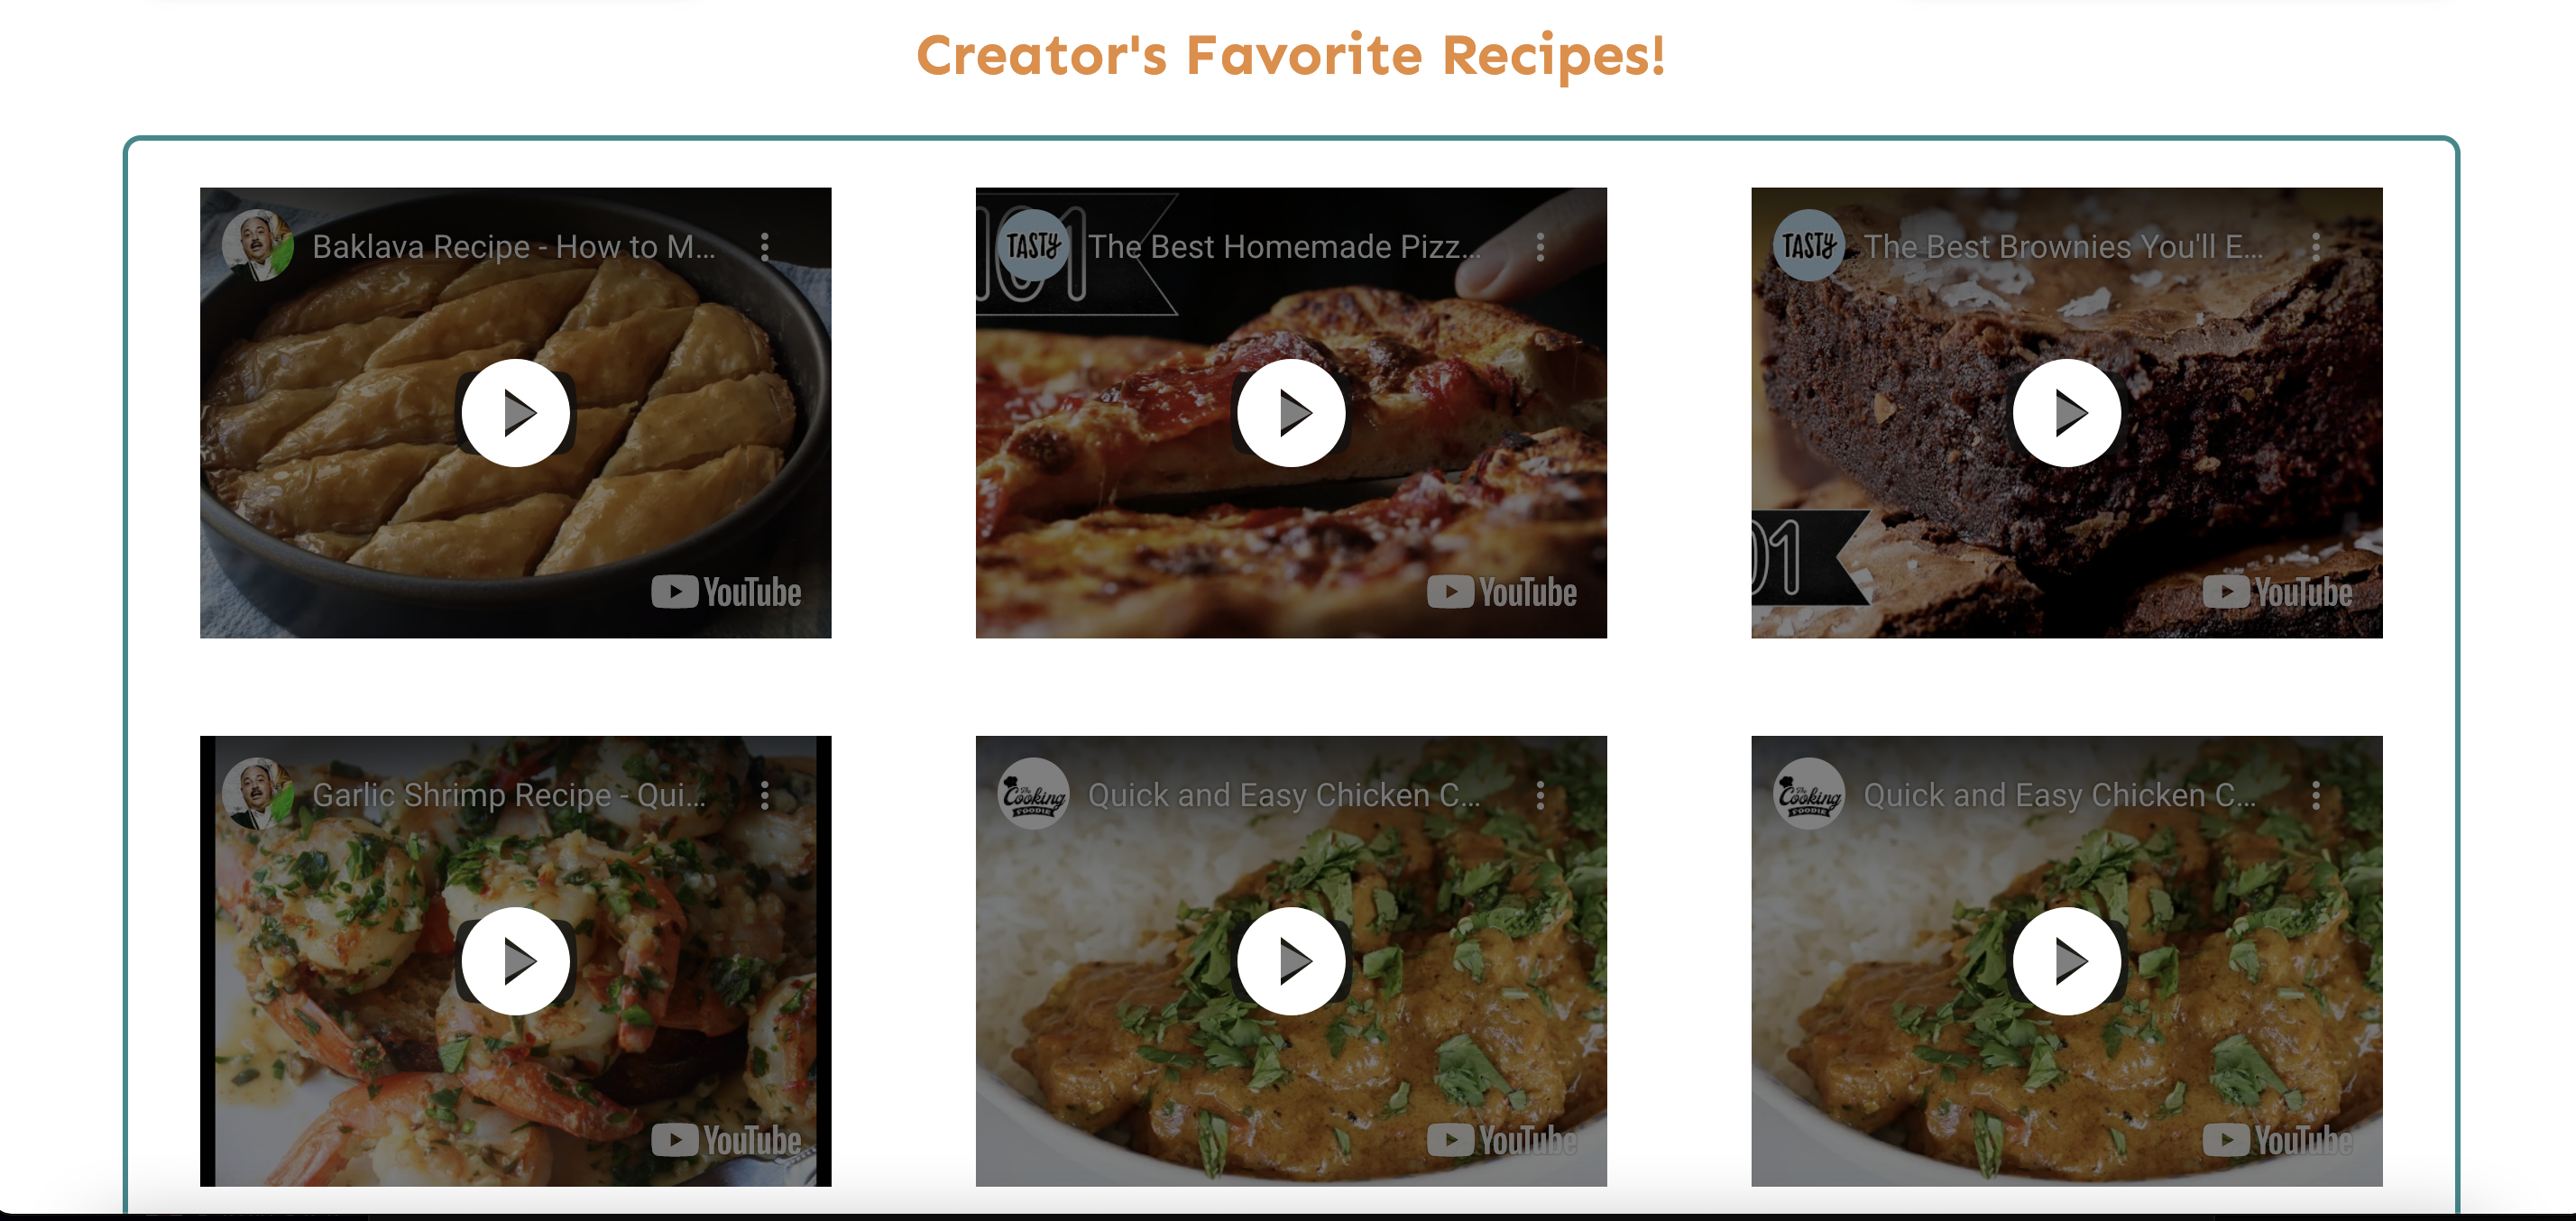 Creator's Favorite Recipes!
Baklava Recipe - How to M...
YouTube
101
TASTY
The Best Homemade Pizz...
YouTube
TASTY
The Best Brownies You'll E...
01
YouTube
Garlic Shrimp Recipe - Qui...
YouTube
The Cooking FOODIE
Quick and Easy Chicken C...
YouTube
The Cooking FOODIE
Quick and Easy Chicken C...
YouTube